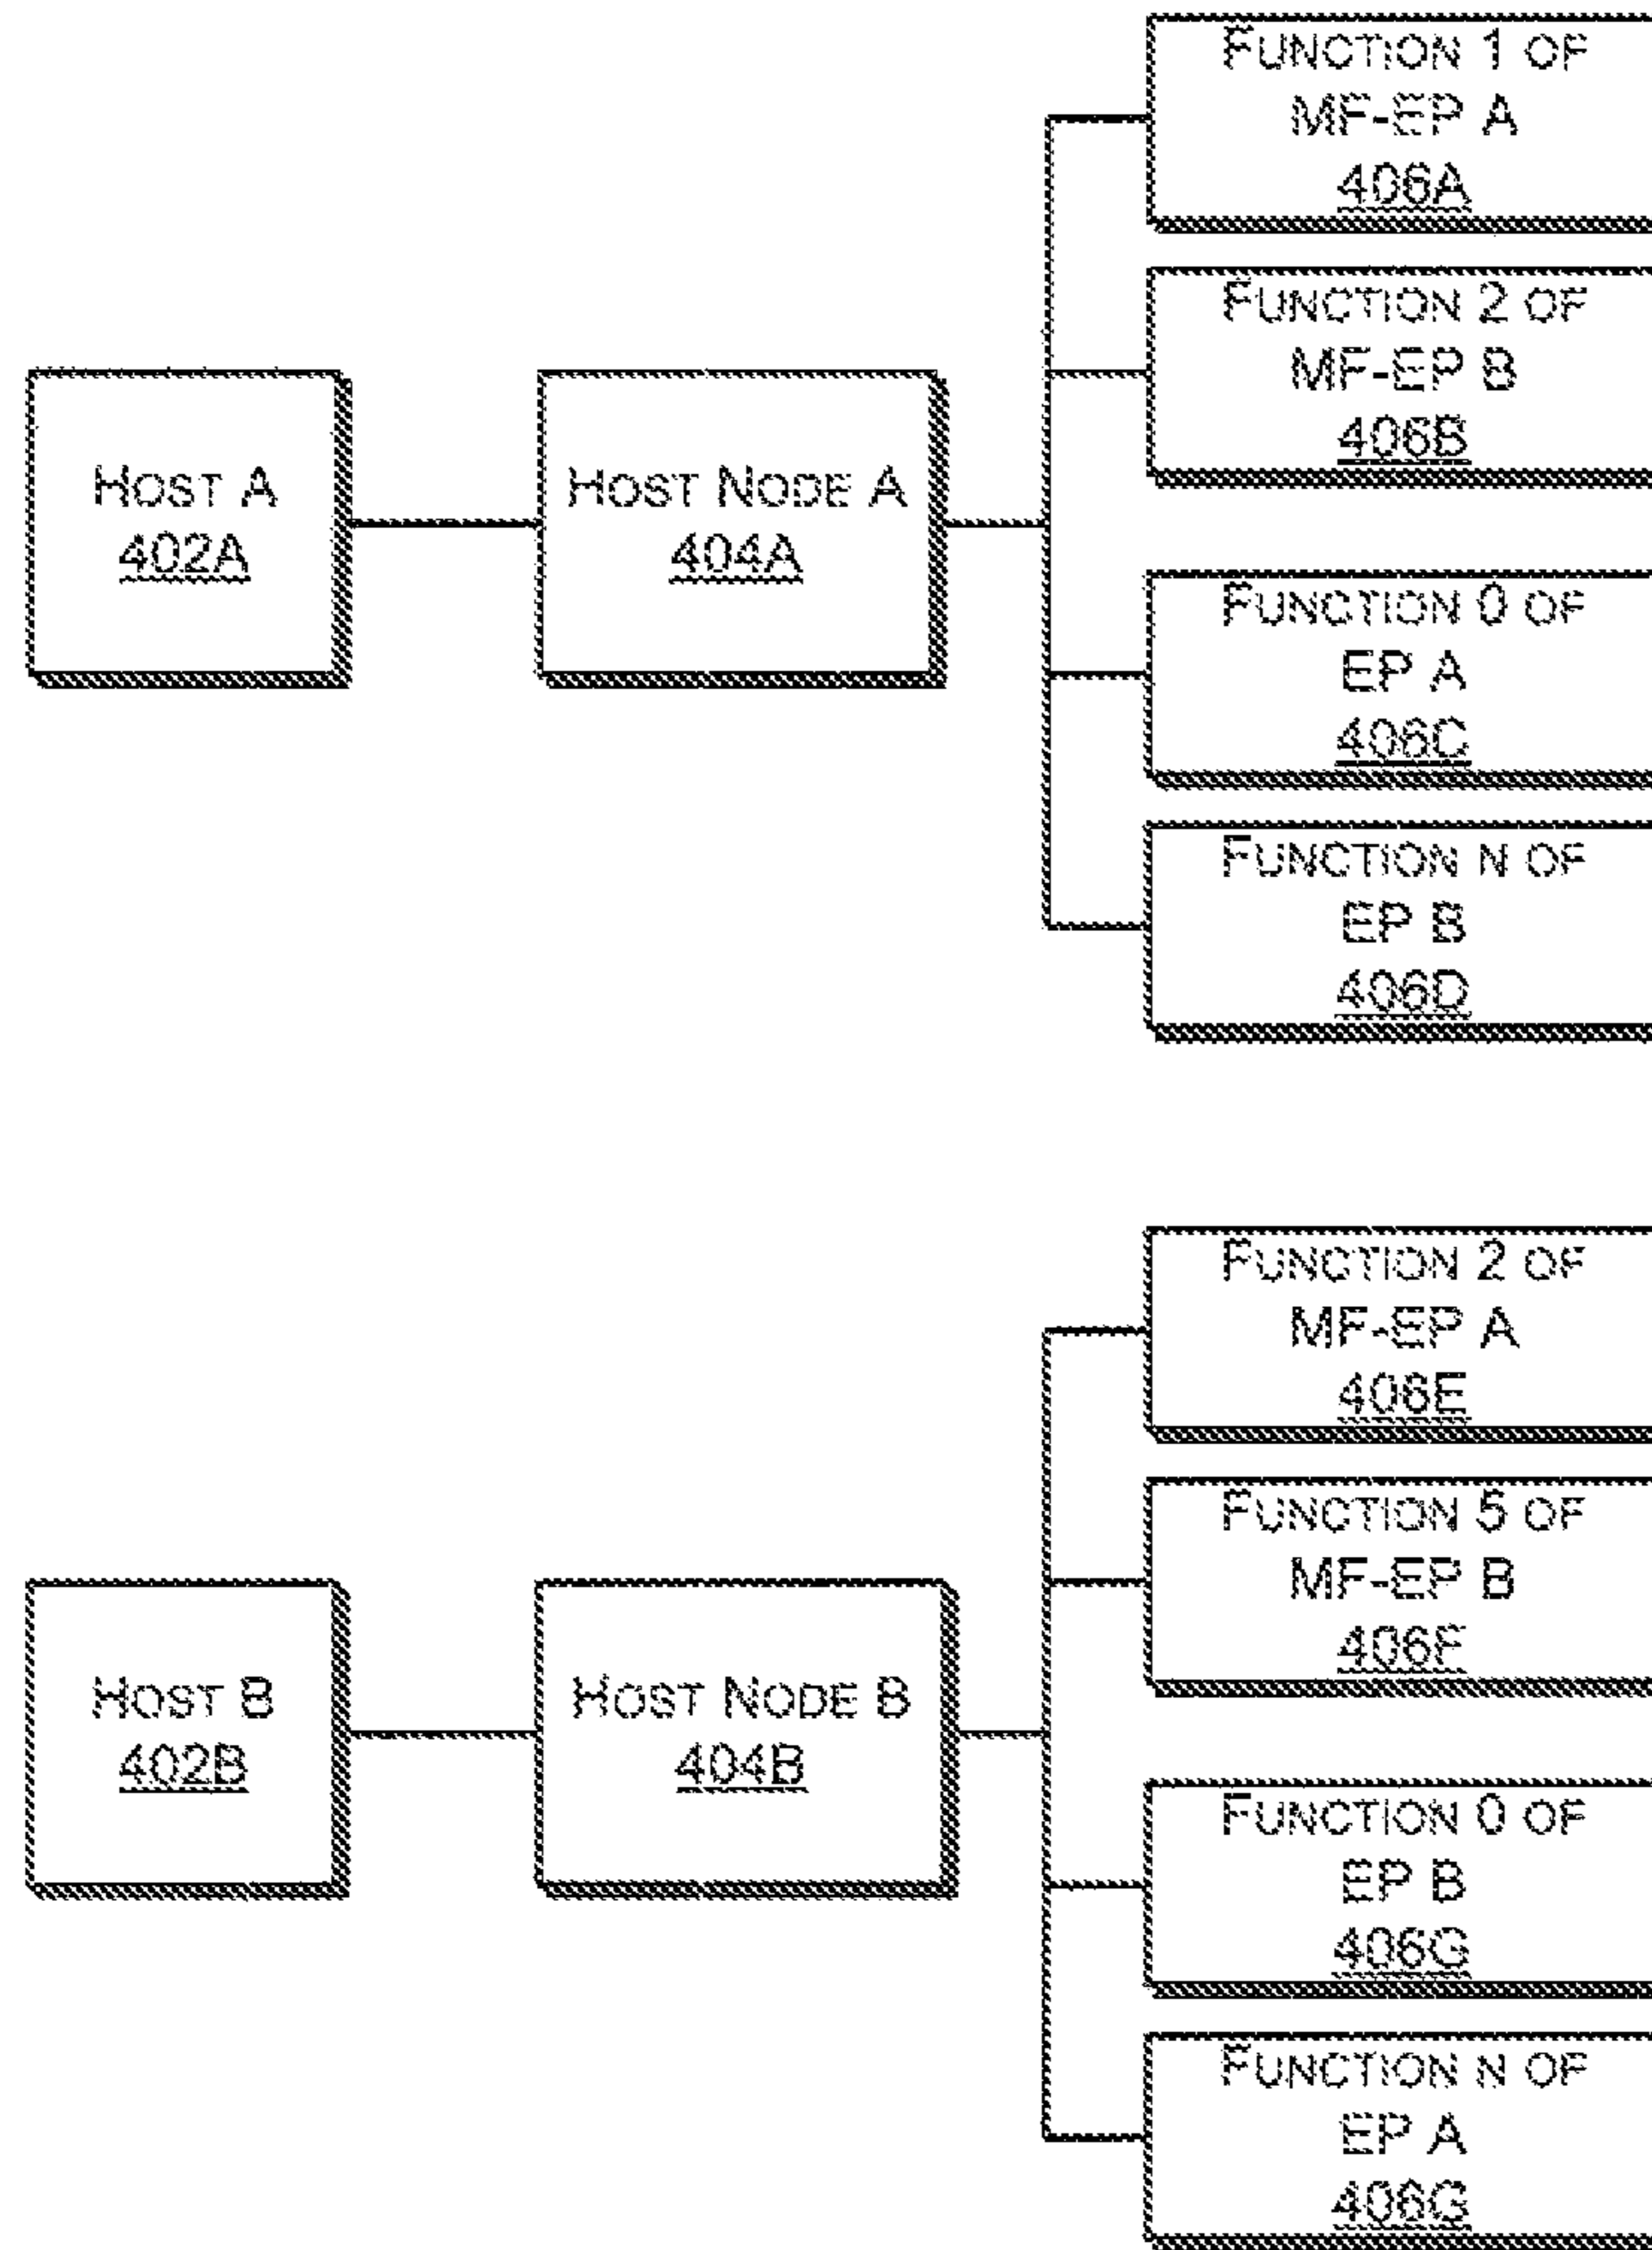 FUNCTION 1 OF
MF-EP A
406A
FUNCTION 2 OF
MF-EP B
406B
HOST A
402A
HOST NODE A
404A
FUNCTION 0 OF
EP A
406C
FUNCTION N OF
EP B
406D
FUNCTION 2 OF
MF-EP A
406E
FUNCTION 5 OF
MF-EP B
406F
HOST B
402B
HOST NODE B
404B
FUNCTION 0 OF
EP B
406G
FUNCTION N OF
EP A
406G